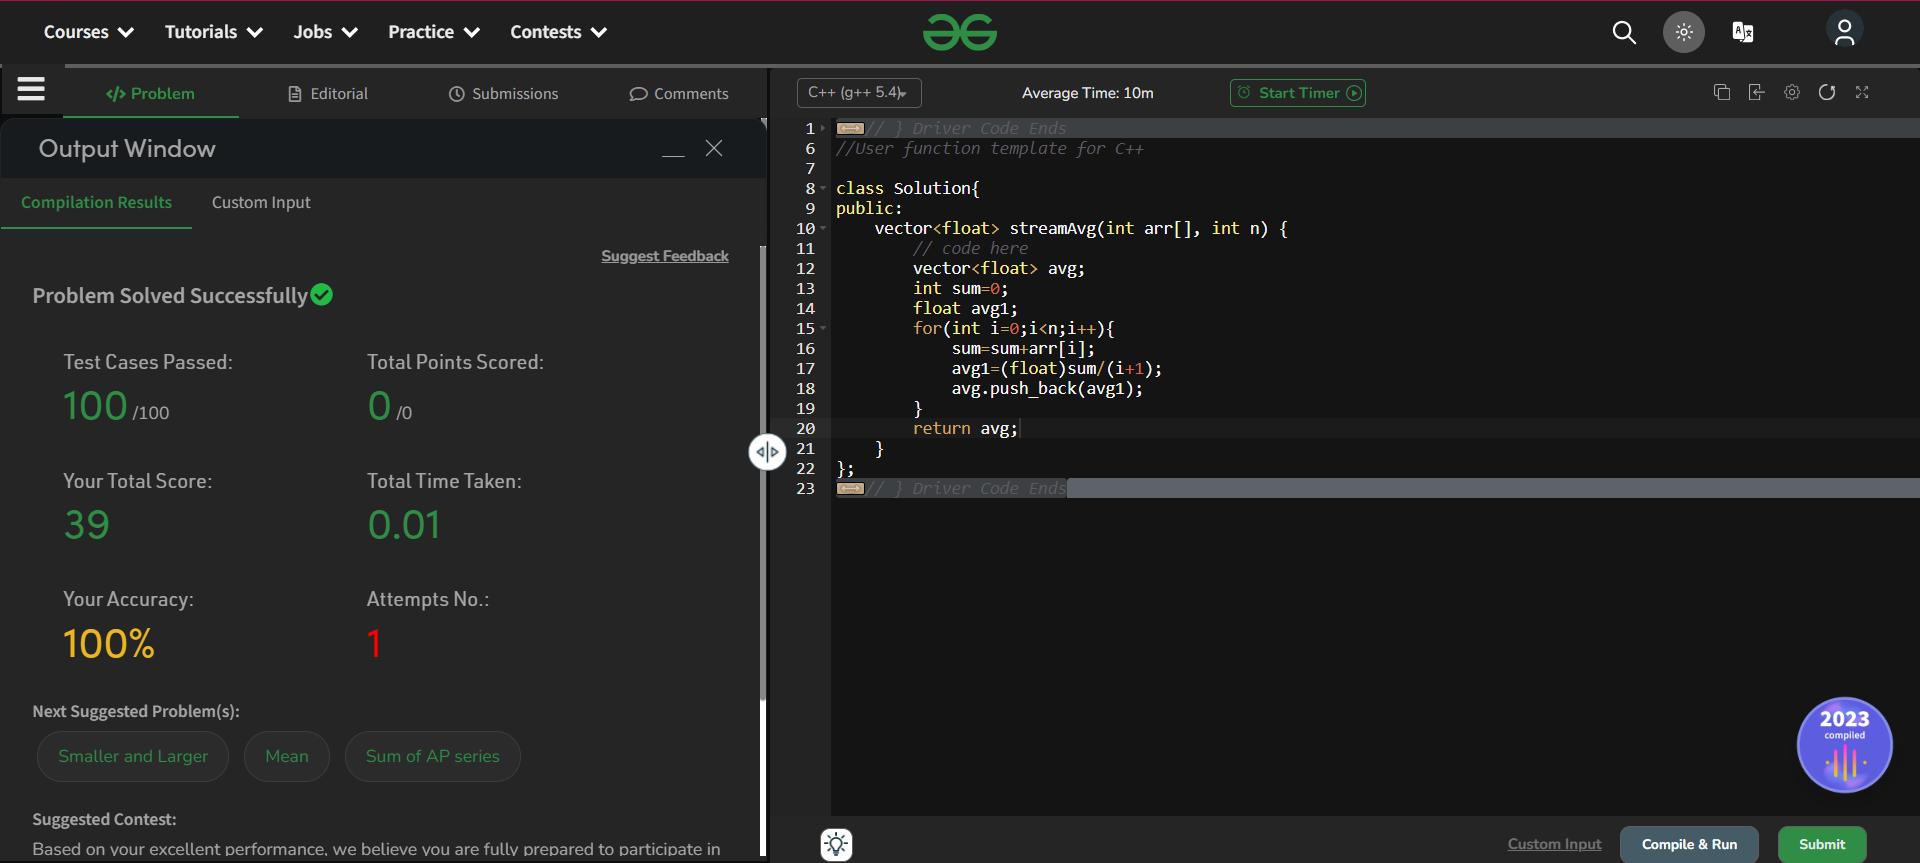 Courses Tutorials Jobs Practice Contests
Problem Editorial Submissions Comments
Output Window
Compilation Results Custom Input
Suggest Feedback
Problem Solved Successfully
Test Cases Passed: Total Points Scored:
100 /100 0 /0
Your Total Score: Total Time Taken:
39 0.01
Your Accuracy: Attempts No.:
100% 1
Next Suggested Problem(s):
Smaller and Larger Mean Sum of AP series
Suggested Contest:
Based on your excellent performance, we believe you are fully prepared to participate in
C++ (g++ 5.4) Average Time: 10m Start Timer
1 // } Driver Code Ends
6 //User function template for C++
7
8 class Solution{
9 public:
10 vector<float> streamAvg(int arr[], int n) {
11 // code here
12 vector<float> avg;
13 int sum=0;
14 float avg1;
15 for(int i=0;i<n;i++){
16 sum=sum+arr[i];
17 avg1=(float)sum/(i+1);
18 avg.push_back(avg1);
19 }
20 return avg;
21 }
22 };
23 // } Driver Code Ends
2023
compiled
Custom Input Compile & Run Submit